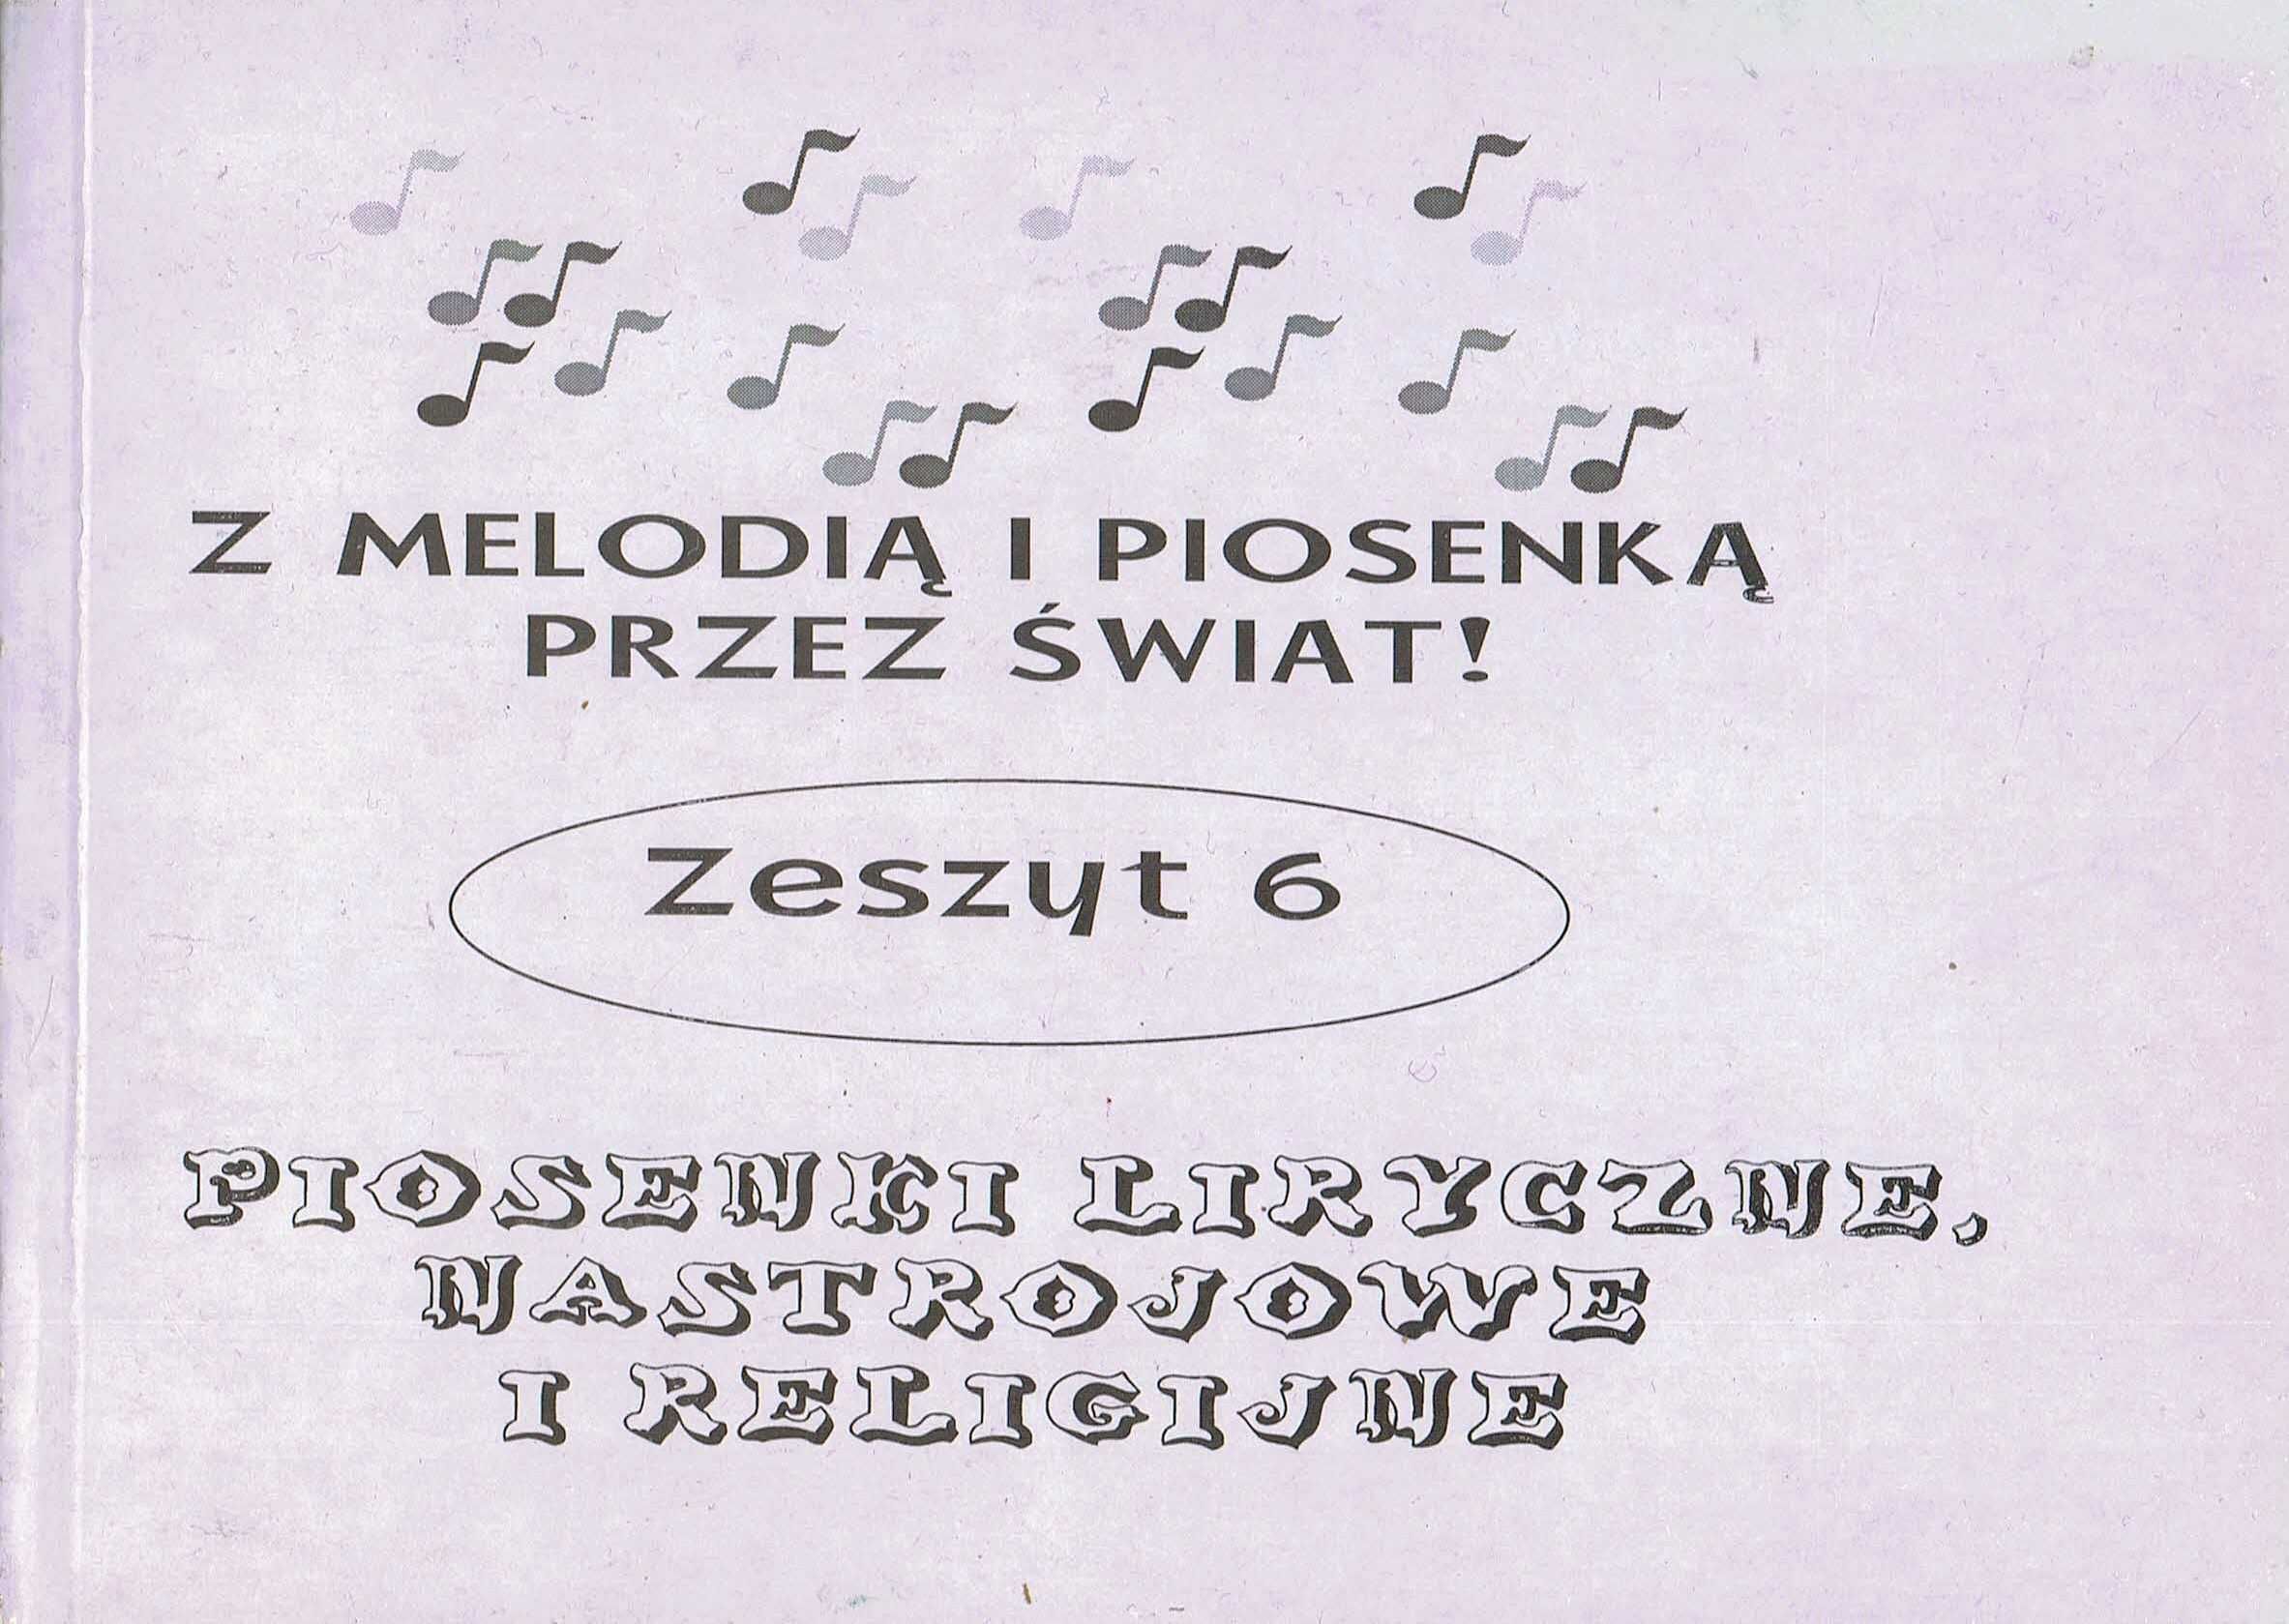 Z MELODIĄ I PIOSENKĄ
PRZEZ ŚWIAT!
Zeszyt 6
PIOSENKI LIRYCZNE,
NASTROJOWE
I RELIGIJNE